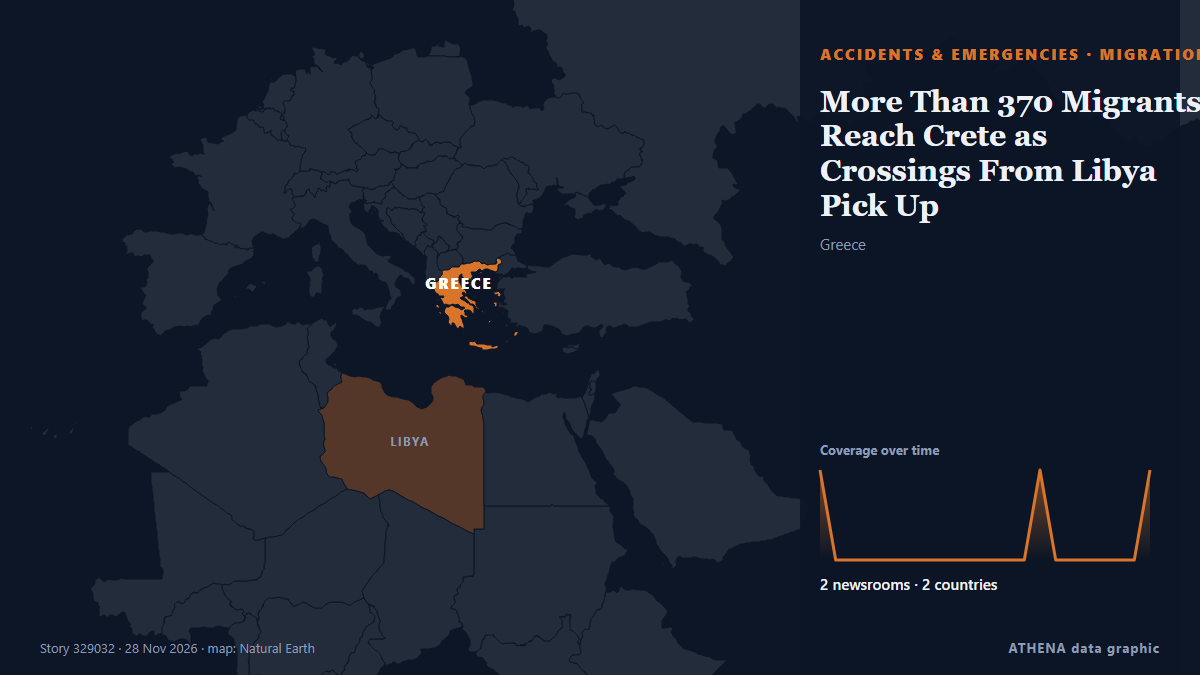 ACCIDENTS & EMERGENCIES · MIGRATION
More Than 370 Migrants
Reach Crete as
Crossings From Libya
Pick Up
Greece
GREECE
LIBYA
Coverage over time
2 newsrooms · 2 countries
Story 329032 · 28 Nov 2026 · map: Natural Earth
ATHENA data graphic